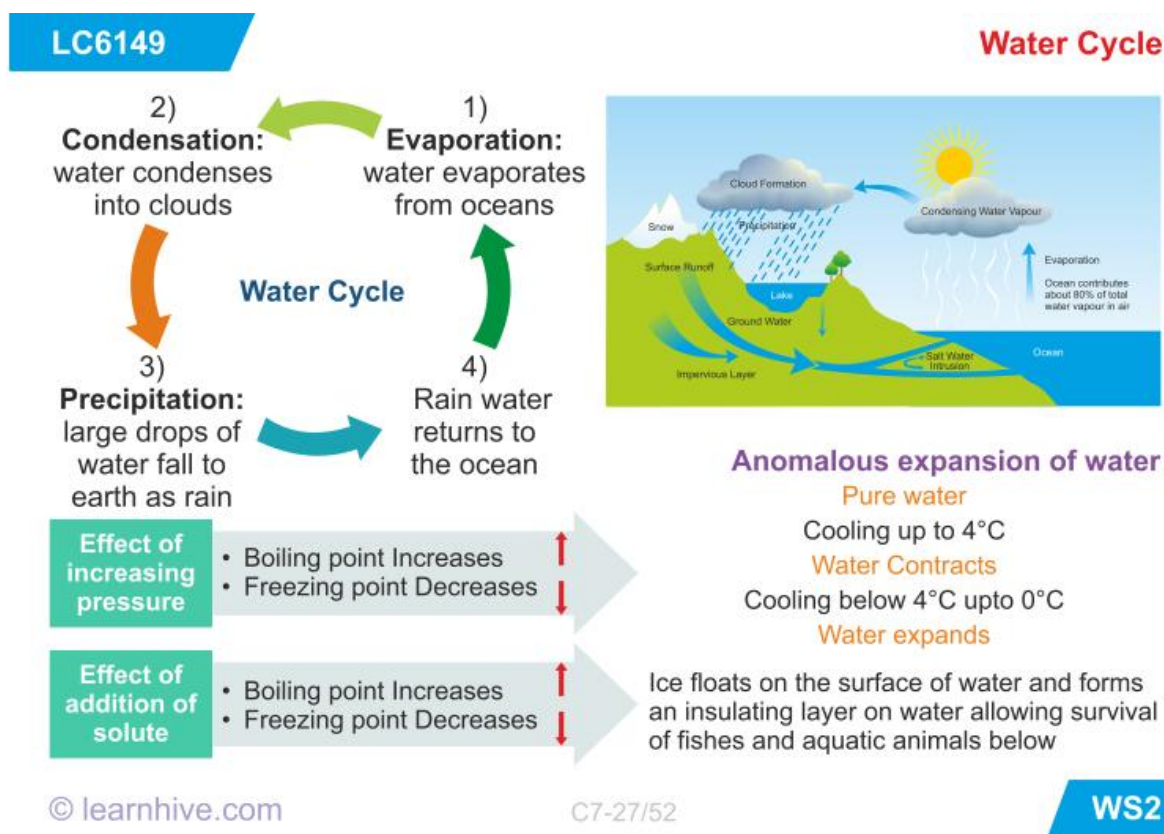 LC6149
Water Cycle
2)
Condensation:
water condenses
into clouds
1)
Evaporation:
water evaporates
from oceans
Water Cycle
3)
Precipitation:
large drops of
water fall to
earth as rain
4)
Rain water
returns to
the ocean
Cloud Formation
Condensing Water Vapour
Snow
Precipitation
Surface Runoff
Evaporation
Ocean contributes
about 80% of total
water vapour in air
Lake
Ground Water
Ocean
Salt Water
Intrusion
Impervious Layer
Effect of
increasing
pressure
• Boiling point Increases
• Freezing point Decreases
Effect of
addition of
solute
• Boiling point Increases
• Freezing point Decreases
Anomalous expansion of water
Pure water
Cooling up to 4°C
Water Contracts
Cooling below 4°C upto 0°C
Water expands
Ice floats on the surface of water and forms
an insulating layer on water allowing survival
of fishes and aquatic animals below
© learnhive.com
C7-27/52
WS2